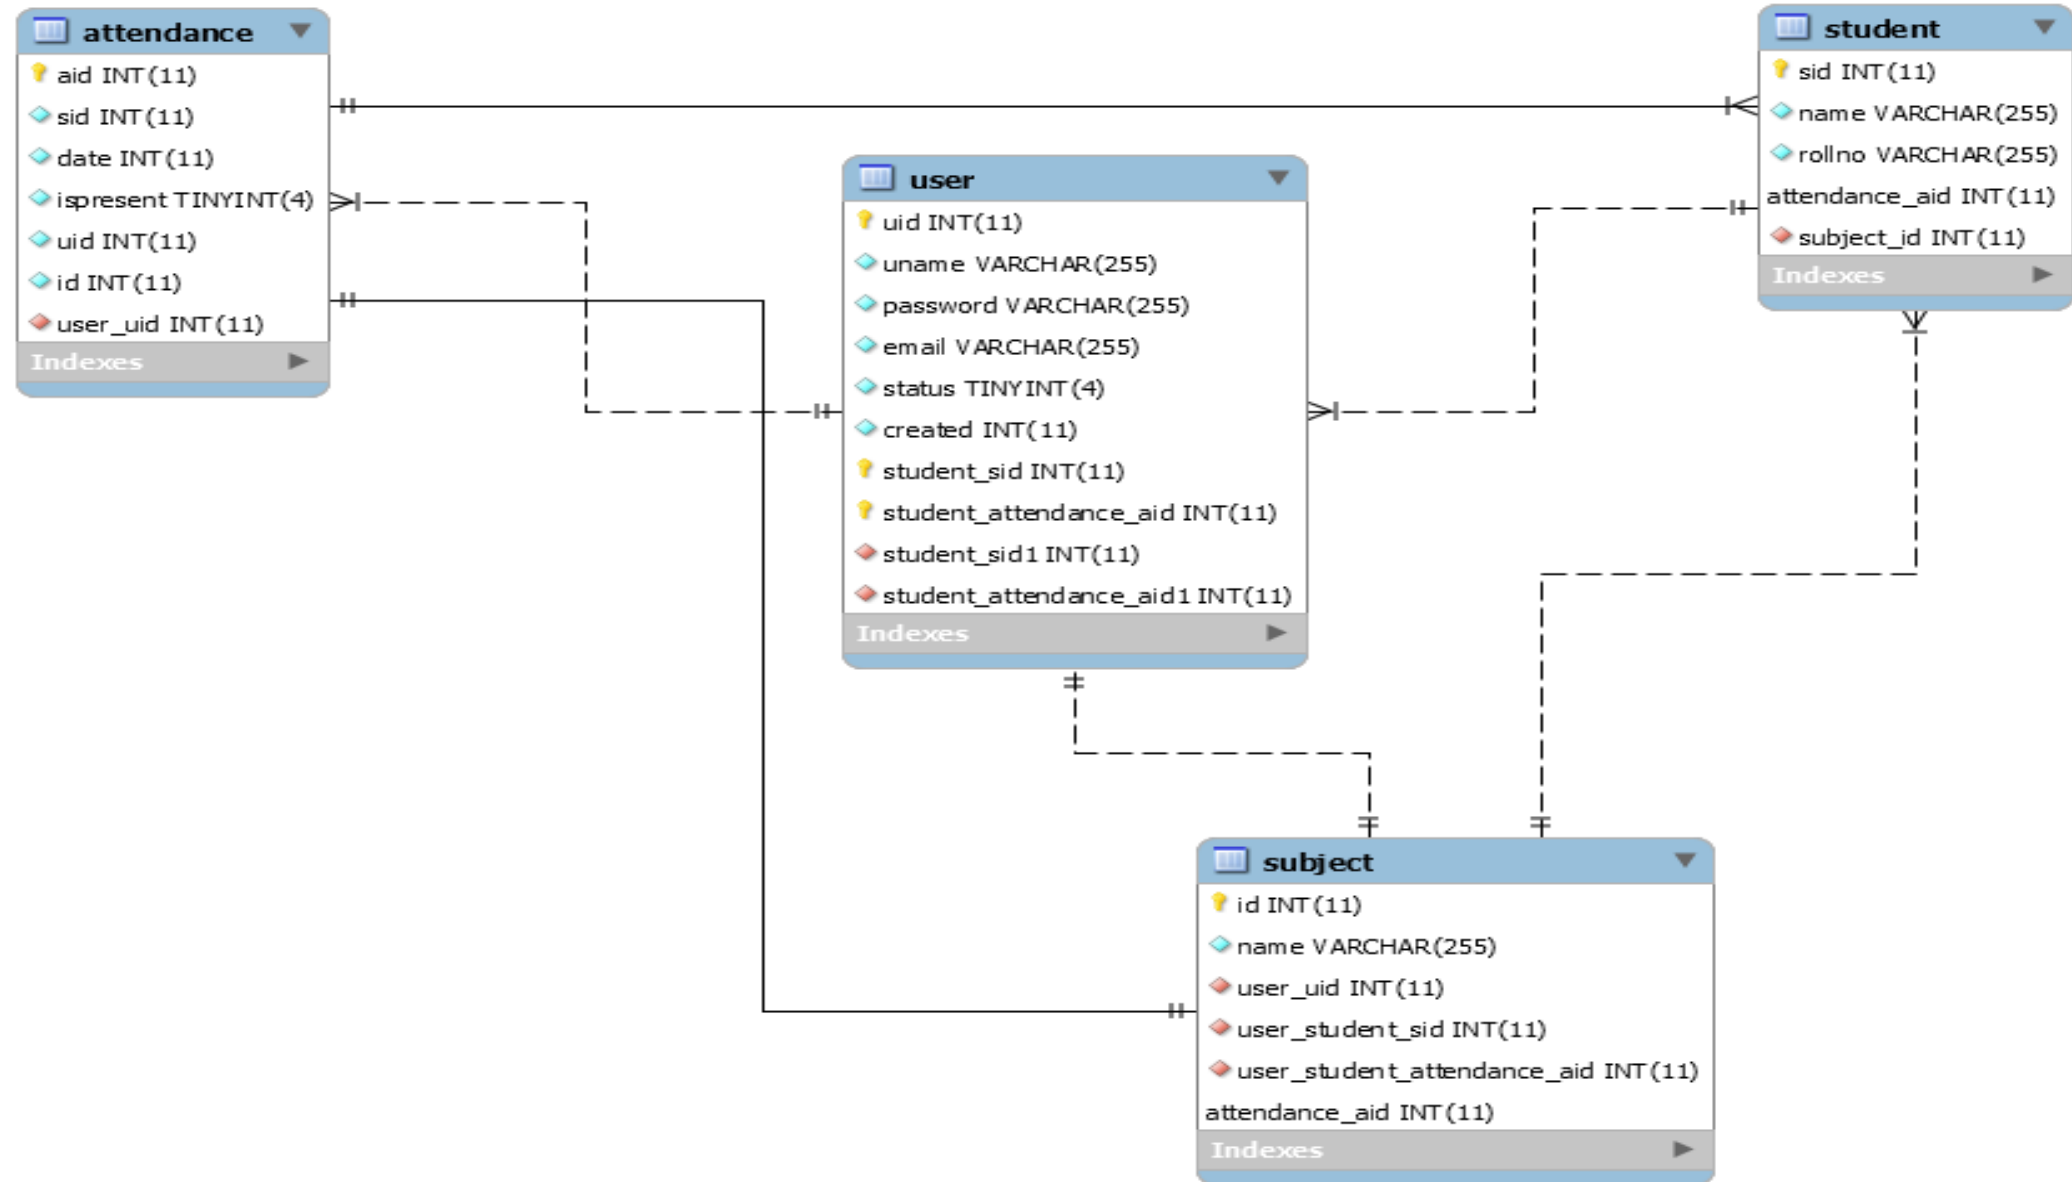 attendance
aid INT(11)
sid INT(11)
date INT(11)
ispresent TINYINT(4)
uid INT(11)
id INT(11)
user_uid INT(11)
Indexes
user
uid INT(11)
uname VARCHAR(255)
password VARCHAR(255)
email VARCHAR(255)
status TINYINT(4)
created INT(11)
student_sid INT(11)
student_attendance_aid INT(11)
student_sid1 INT(11)
student_attendance_aid1 INT(11)
Indexes
student
sid INT(11)
name VARCHAR(255)
rollno VARCHAR(255)
attendance_aid INT(11)
subject_id INT(11)
Indexes
subject
id INT(11)
name VARCHAR(255)
user_uid INT(11)
user_student_sid INT(11)
user_student_attendance_aid INT(11)
attendance_aid INT(11)
Indexes